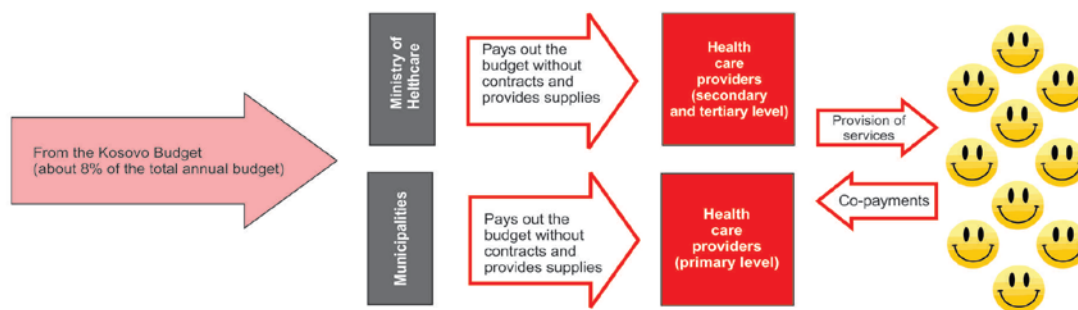 From the Kosovo Budget
(about 8% of the total annual budget)
Ministry of
Helthcare
Pays out the
budget without
contracts and
provides supplies
Health
care
providers
(secondary
and tertiary level)
Provision of
services
Co-payments
Municipalities
Pays out the
budget without
contracts and
provides supplies
Health
care
providers
(primary level)